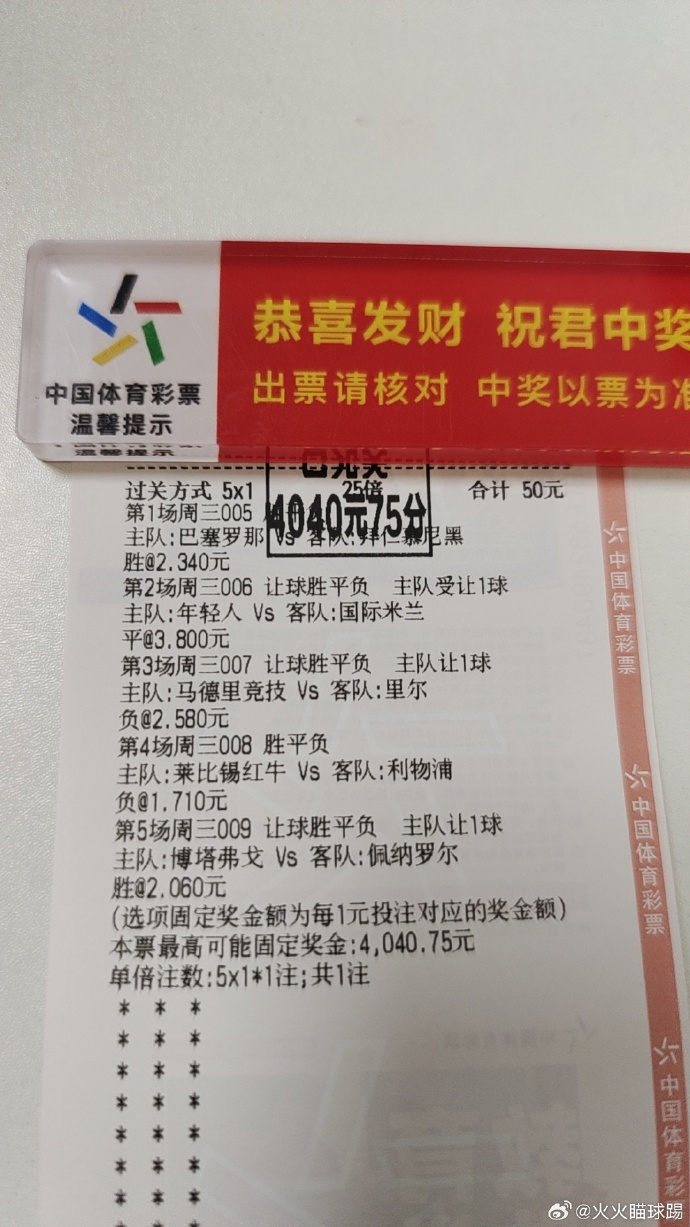 恭喜发财 祝君中奖
出票请核对 中奖以票为准
中国体育彩票
温馨提示
过关方式 5x1 25倍 合计 50元
4040元75分
第1场周三005
主队:巴塞罗那 Vs 客队:拜仁慕尼黑
胜@2.340元
第2场周三006 让球胜平负 主队受让1球
主队:年轻人 Vs 客队:国际米兰
平@3.800元
第3场周三007 让球胜平负 主队让1球
主队:马德里竞技 Vs 客队:里尔
负@2.580元
第4场周三008 胜平负
主队:莱比锡红牛 Vs 客队:利物浦
负@1.710元
第5场周三009 让球胜平负 主队让1球
主队:博塔弗戈 Vs 客队:佩纳罗尔
胜@2.060元
(选项固定奖金额为每1元投注对应的奖金额)
本票最高可能固定奖金:4,040.75元
单倍注数:5x1*1注;共1注
* * *
* * *
* * *
* * *
* * *
* * *
* * *
* * *
中国体育彩票
中国体育彩票
中国体育彩
@火火瞄球踢